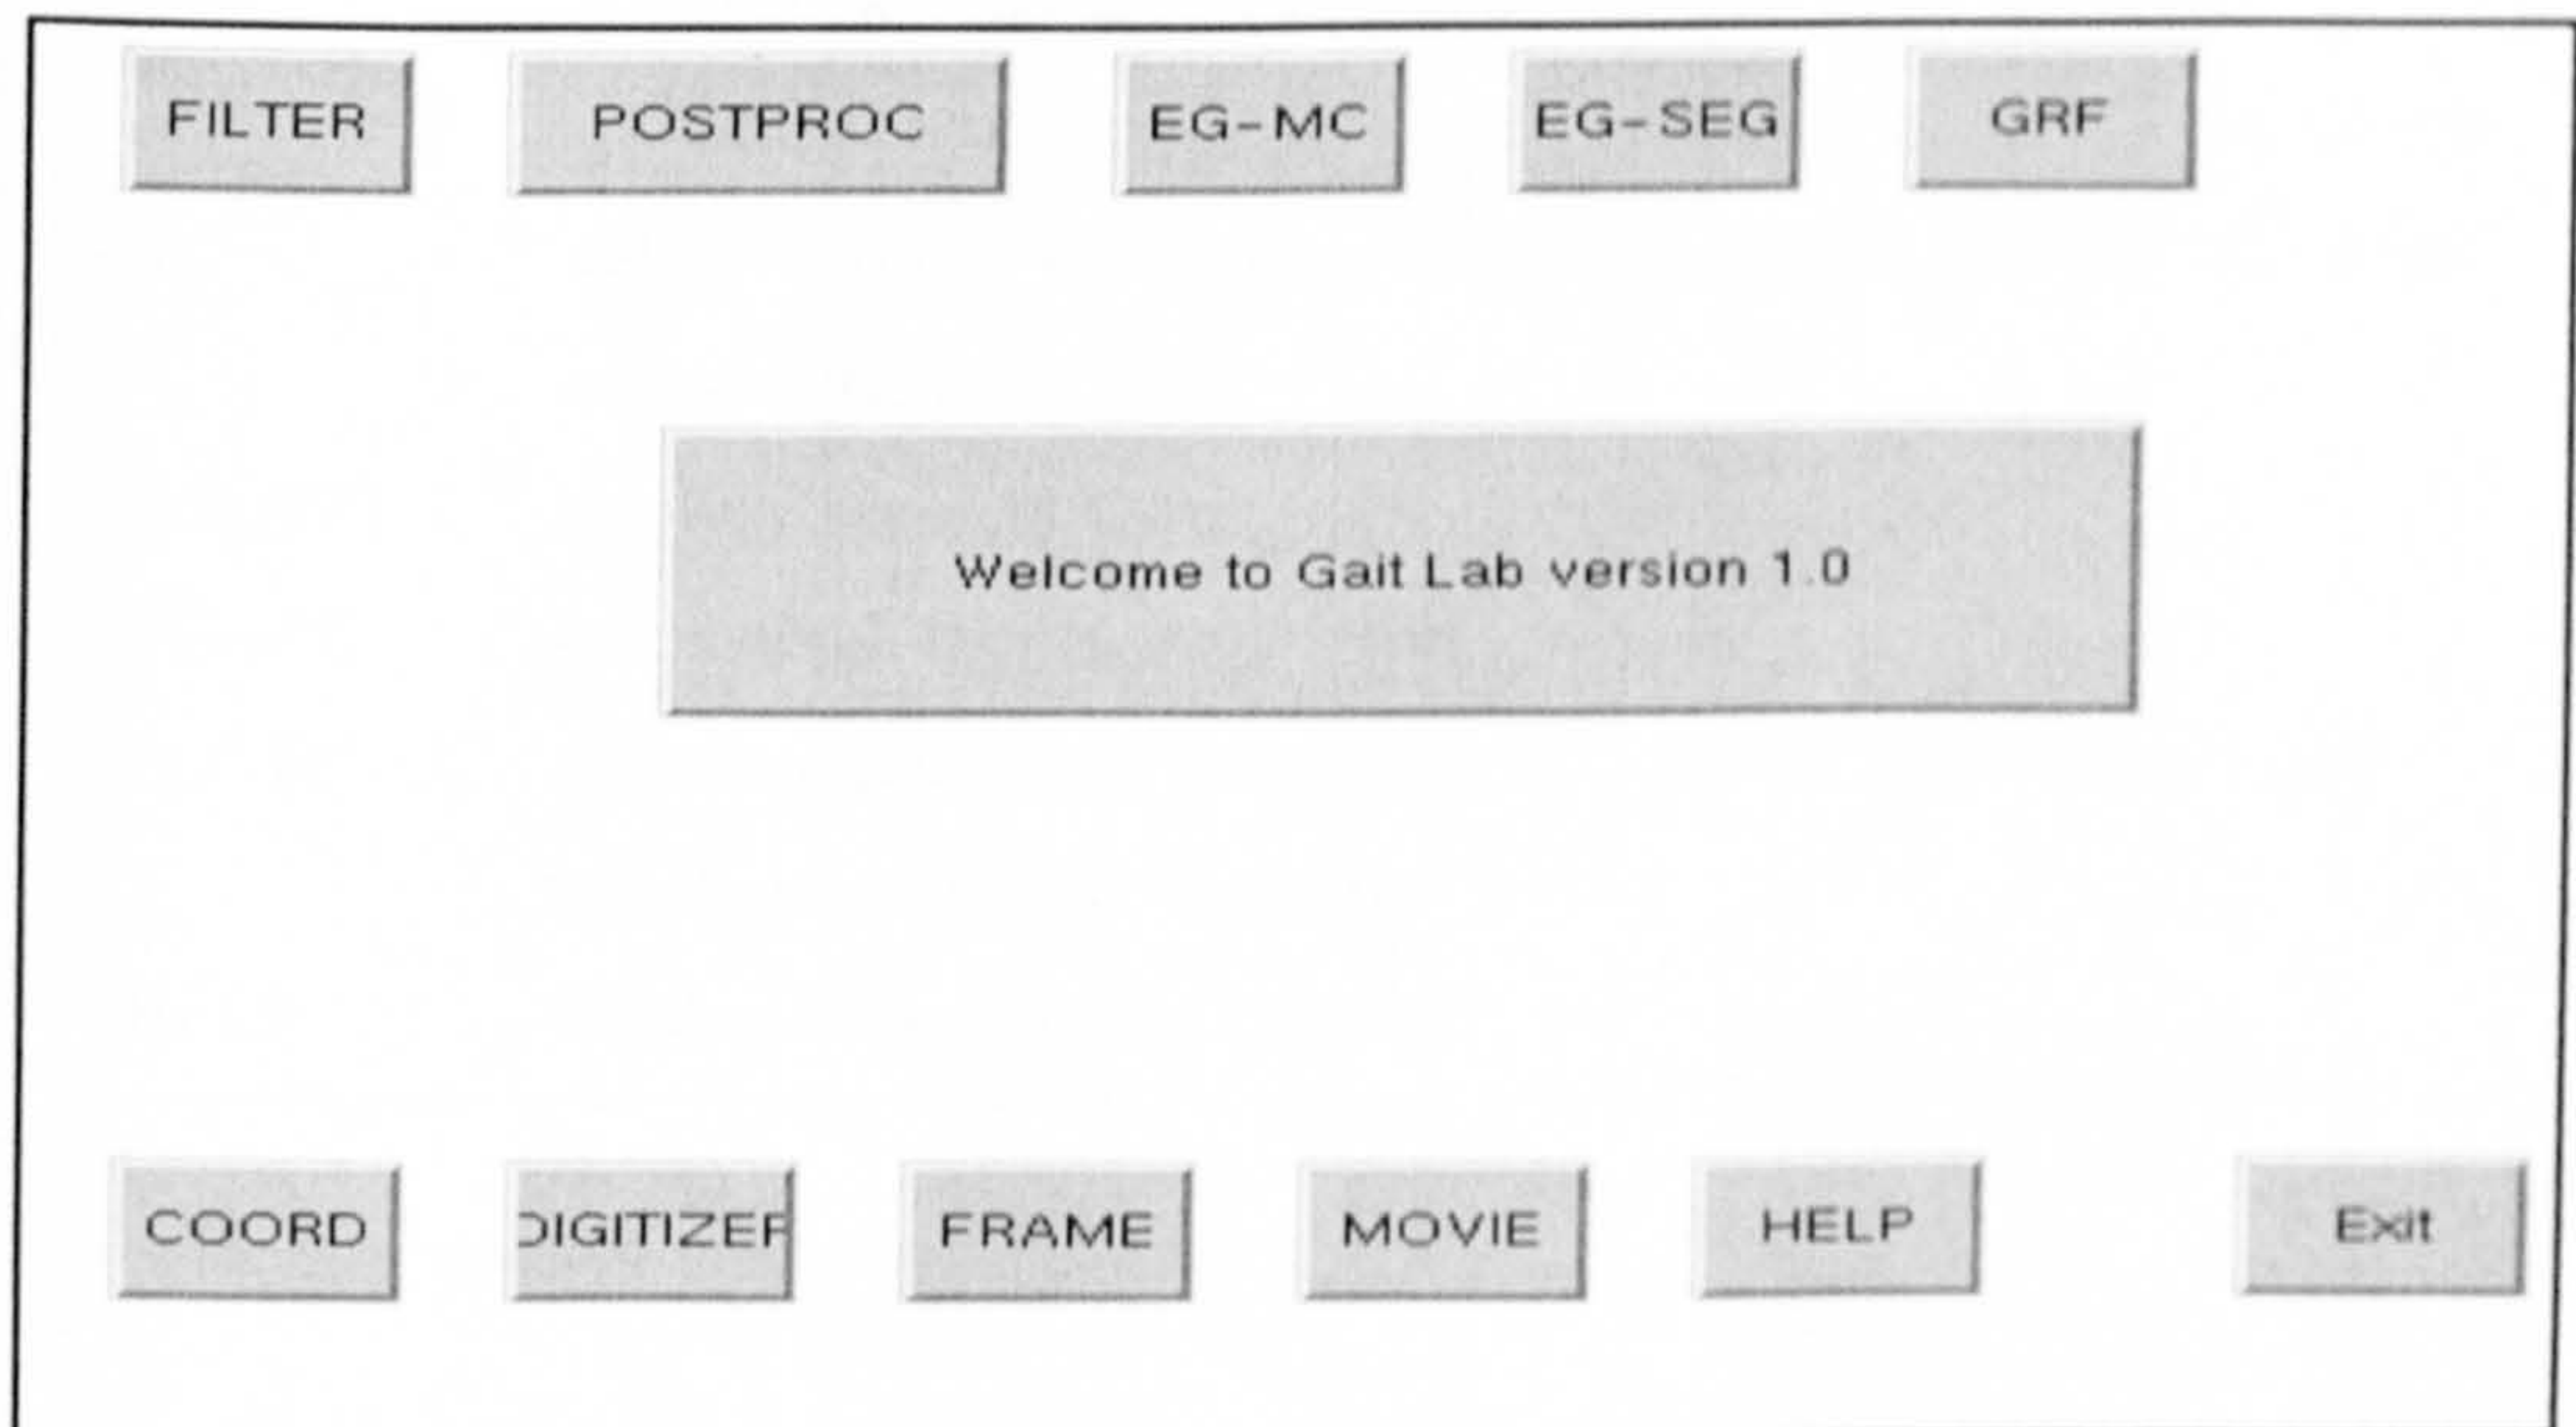 FILTER POSTPROC EG-MC EG-SEG GRF
Welcome to Gait Lab version 1.0
COORD DIGITIZER FRAME MOVIE HELP Exit